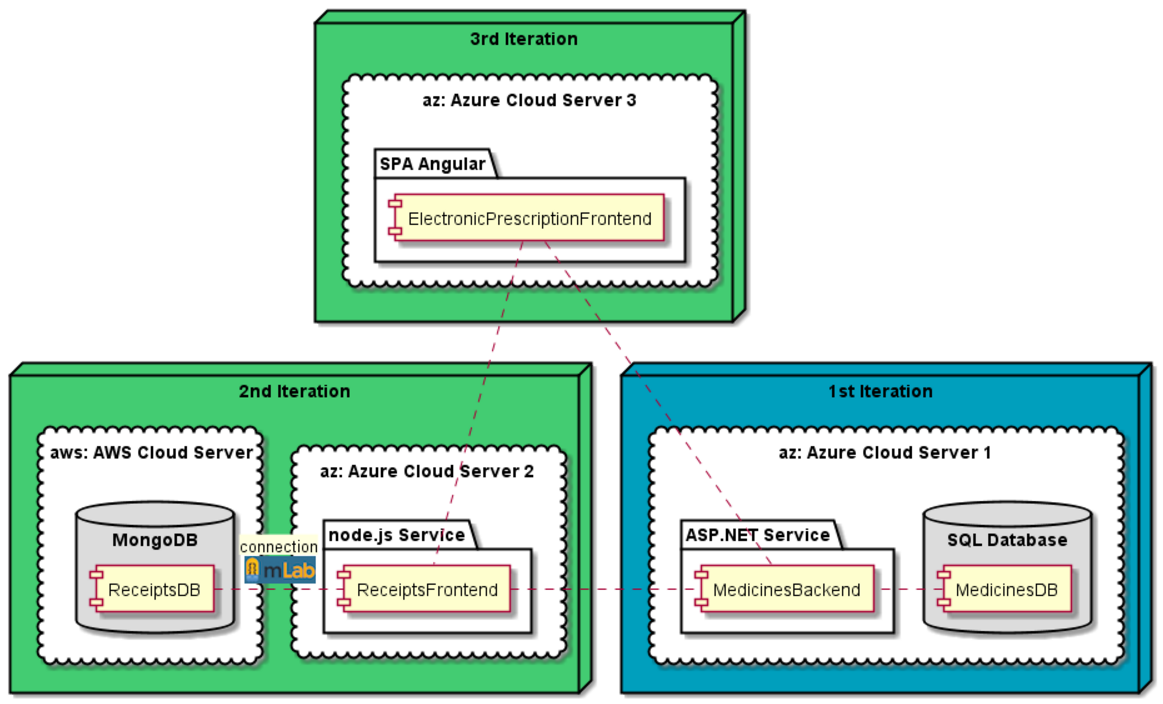 3rd Iteration
az: Azure Cloud Server 3
SPA Angular
ElectronicPrescriptionFrontend
2nd Iteration
aws: AWS Cloud Server
MongoDB
ReceiptsDB
connection
mLab
az: Azure Cloud Server 2
node.js Service
ReceiptsFrontend
1st Iteration
az: Azure Cloud Server 1
ASP.NET Service
MedicinesBackend
SQL Database
MedicinesDB